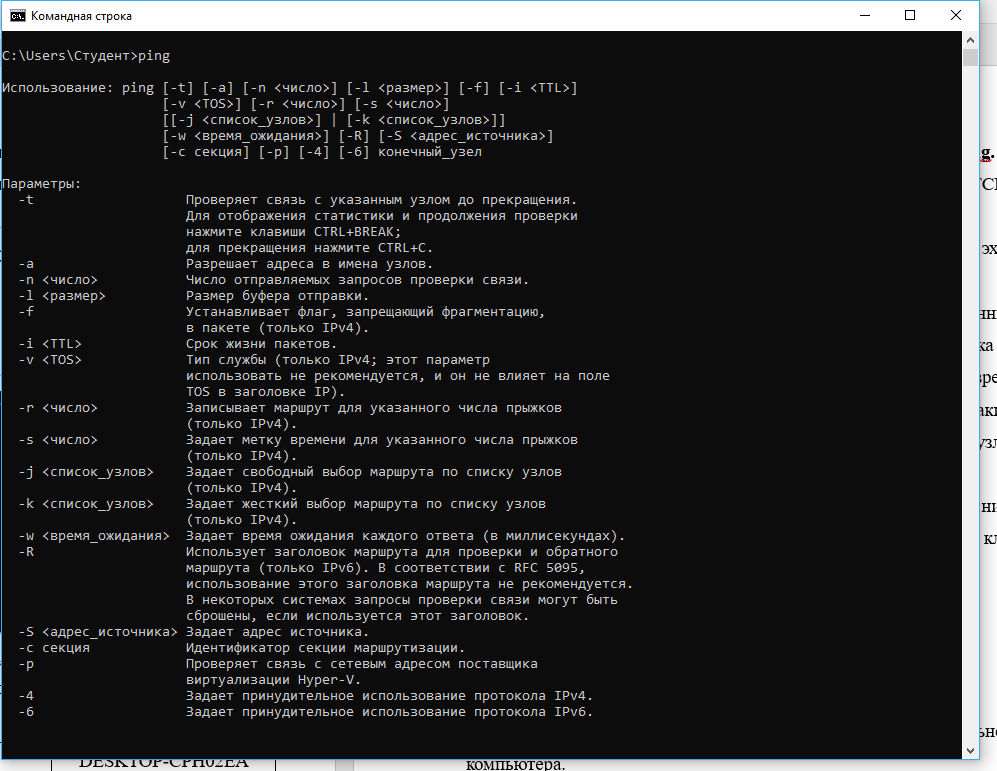 Командная строка
C:\Users\Студент>ping
Использование: ping [-t] [-a] [-n <число>] [-l <размер>] [-f] [-i <TTL>]
[-v <TOS>] [-r <число>] [-s <число>]
[[-j <список_узлов>] | [-k <список_узлов>]]
[-w <время_ожидания>] [-R] [-S <адрес_источника>]
[-c секция] [-p] [-4] [-6] конечный_узел
Параметры:
-t Проверяет связь с указанным узлом до прекращения.
Для отображения статистики и продолжения проверки
нажмите клавиши CTRL+BREAK;
для прекращения нажмите CTRL+C.
-a Разрешает адреса в имена узлов.
-n <число> Число отправляемых запросов проверки связи.
-l <размер> Размер буфера отправки.
-f Устанавливает флаг, запрещающий фрагментацию,
в пакете (только IPv4).
-i <TTL> Срок жизни пакетов.
-v <TOS> Тип службы (только IPv4; этот параметр
использовать не рекомендуется, и он не влияет на поле
TOS в заголовке IP).
-r <число> Записывает маршрут для указанного числа прыжков
(только IPv4).
-s <число> Задает метку времени для указанного числа прыжков
(только IPv4).
-j <список_узлов> Задает свободный выбор маршрута по списку узлов
(только IPv4).
-k <список_узлов> Задает жесткий выбор маршрута по списку узлов
(только IPv4).
-w <время_ожидания> Задает время ожидания каждого ответа (в миллисекундах).
-R Использует заголовок маршрута для проверки и обратного
маршрута (только IPv6). В соответствии с RFC 5095,
использование этого заголовка маршрута не рекомендуется.
В некоторых системах запросы проверки связи могут быть
сброшены, если используется этот заголовок.
-S <адрес_источника> Задает адрес источника.
-c секция Идентификатор секции маршрутизации.
-p Проверяет связь с сетевым адресом поставщика
виртуализации Hyper-V.
-4 Задает принудительное использование протокола IPv4.
-6 Задает принудительное использование протокола IPv6.
DESKTOP-CPH02EA
компьютера.